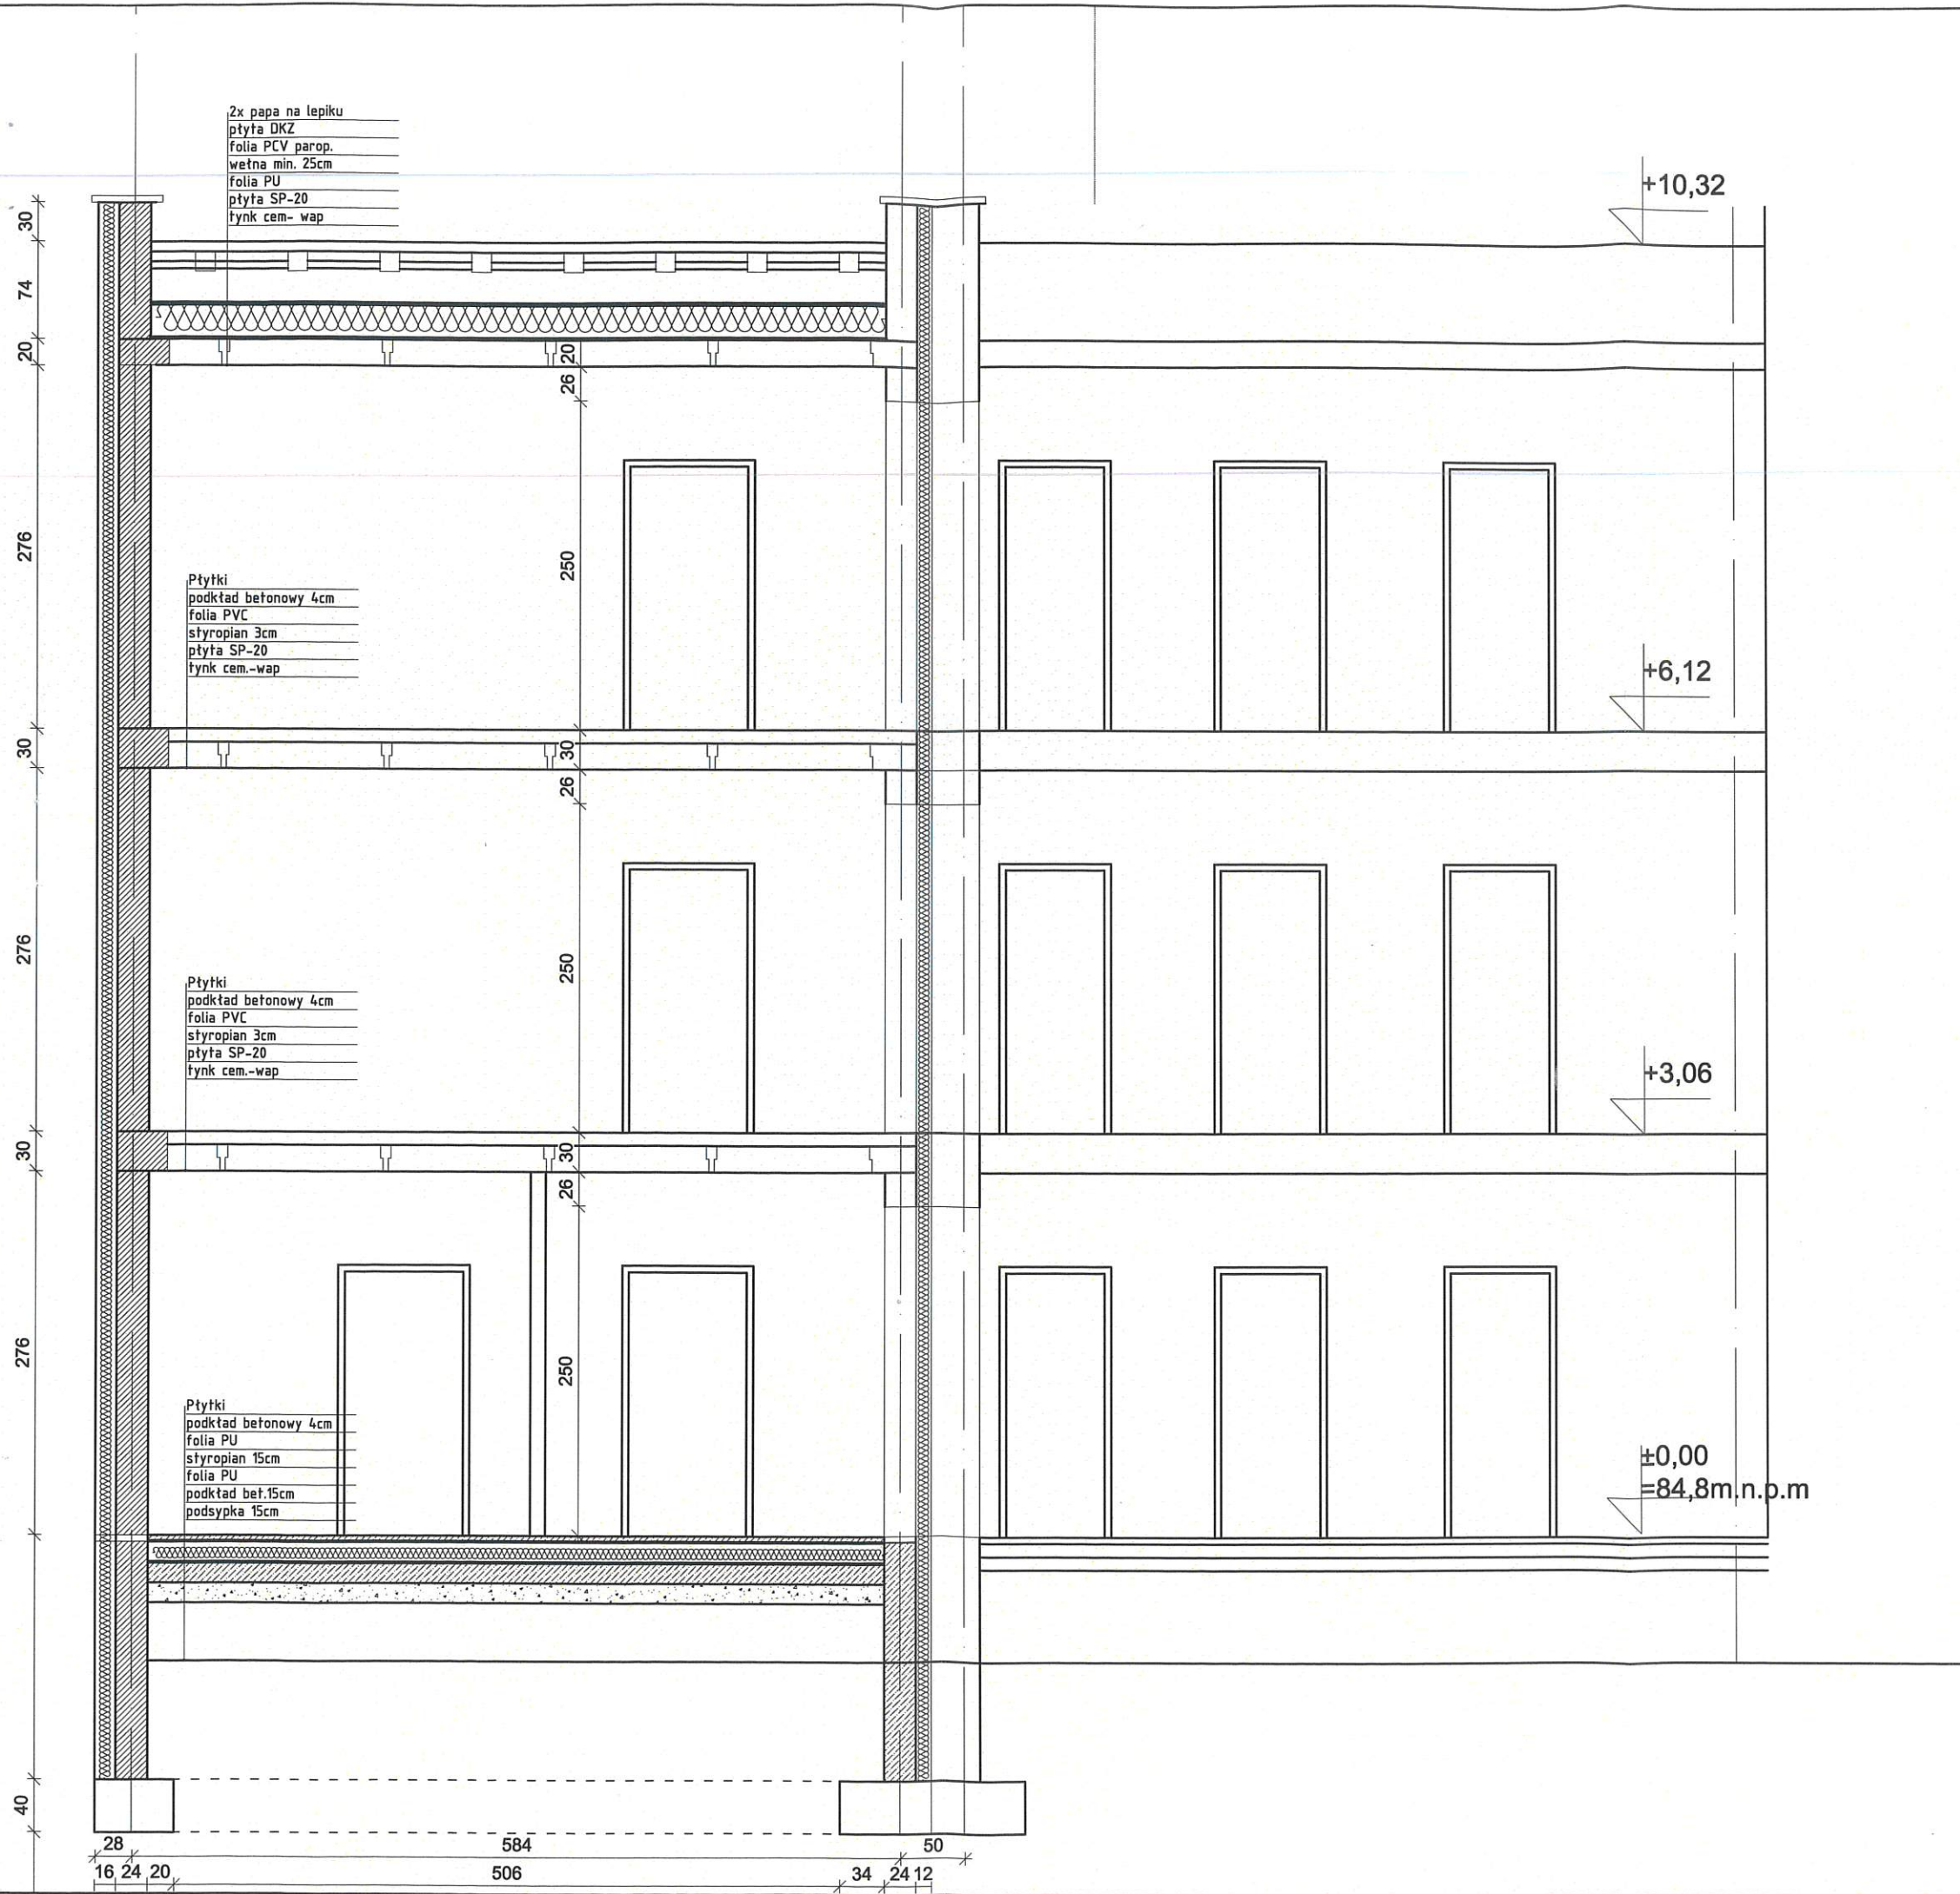 2x papa na lepiku
płyta DKZ
folia PCV parop.
wełna min. 25cm
folia PU
płyta SP-20
tynk cem- wap
+10,32
30
74
20
20
26
276
250
Płytki
podkład betonowy 4cm
folia PVC
styropian 3cm
płyta SP-20
tynk cem.-wap
+6,12
30
30
26
276
250
Płytki
podkład betonowy 4cm
folia PVC
styropian 3cm
płyta SP-20
tynk cem.-wap
+3,06
30
30
26
276
250
Płytki
podkład betonowy 4cm
folia PU
styropian 15cm
folia PU
podkład bet.15cm
podsypka 15cm
±0,00
=84,8m.n.p.m
40
28 584 50
16 24 20 506 34 24 12